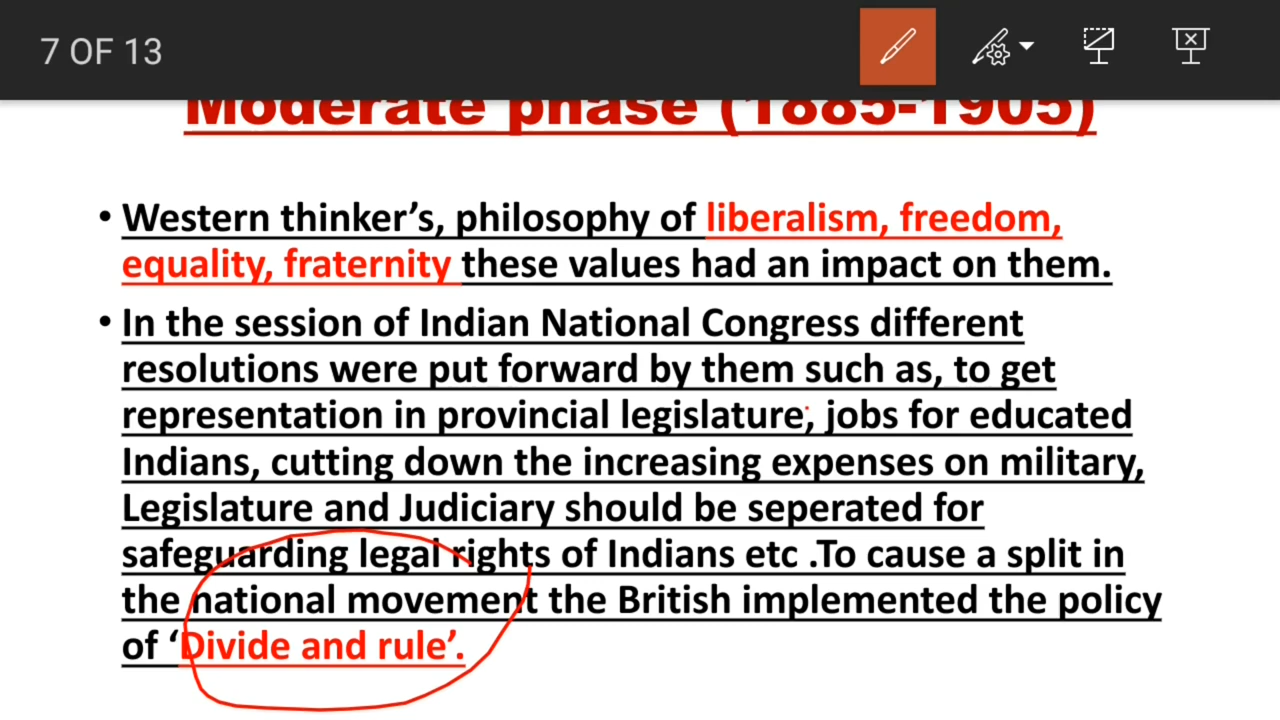 7 OF 13
Moderate phase (1885-1905)
• Western thinker’s, philosophy of liberalism, freedom,
equality, fraternity these values had an impact on them.
• In the session of Indian National Congress different
resolutions were put forward by them such as, to get
representation in provincial legislature, jobs for educated
Indians, cutting down the increasing expenses on military,
Legislature and Judiciary should be seperated for
safeguarding legal rights of Indians etc .To cause a split in
the national movement the British implemented the policy
of ‘Divide and rule’.